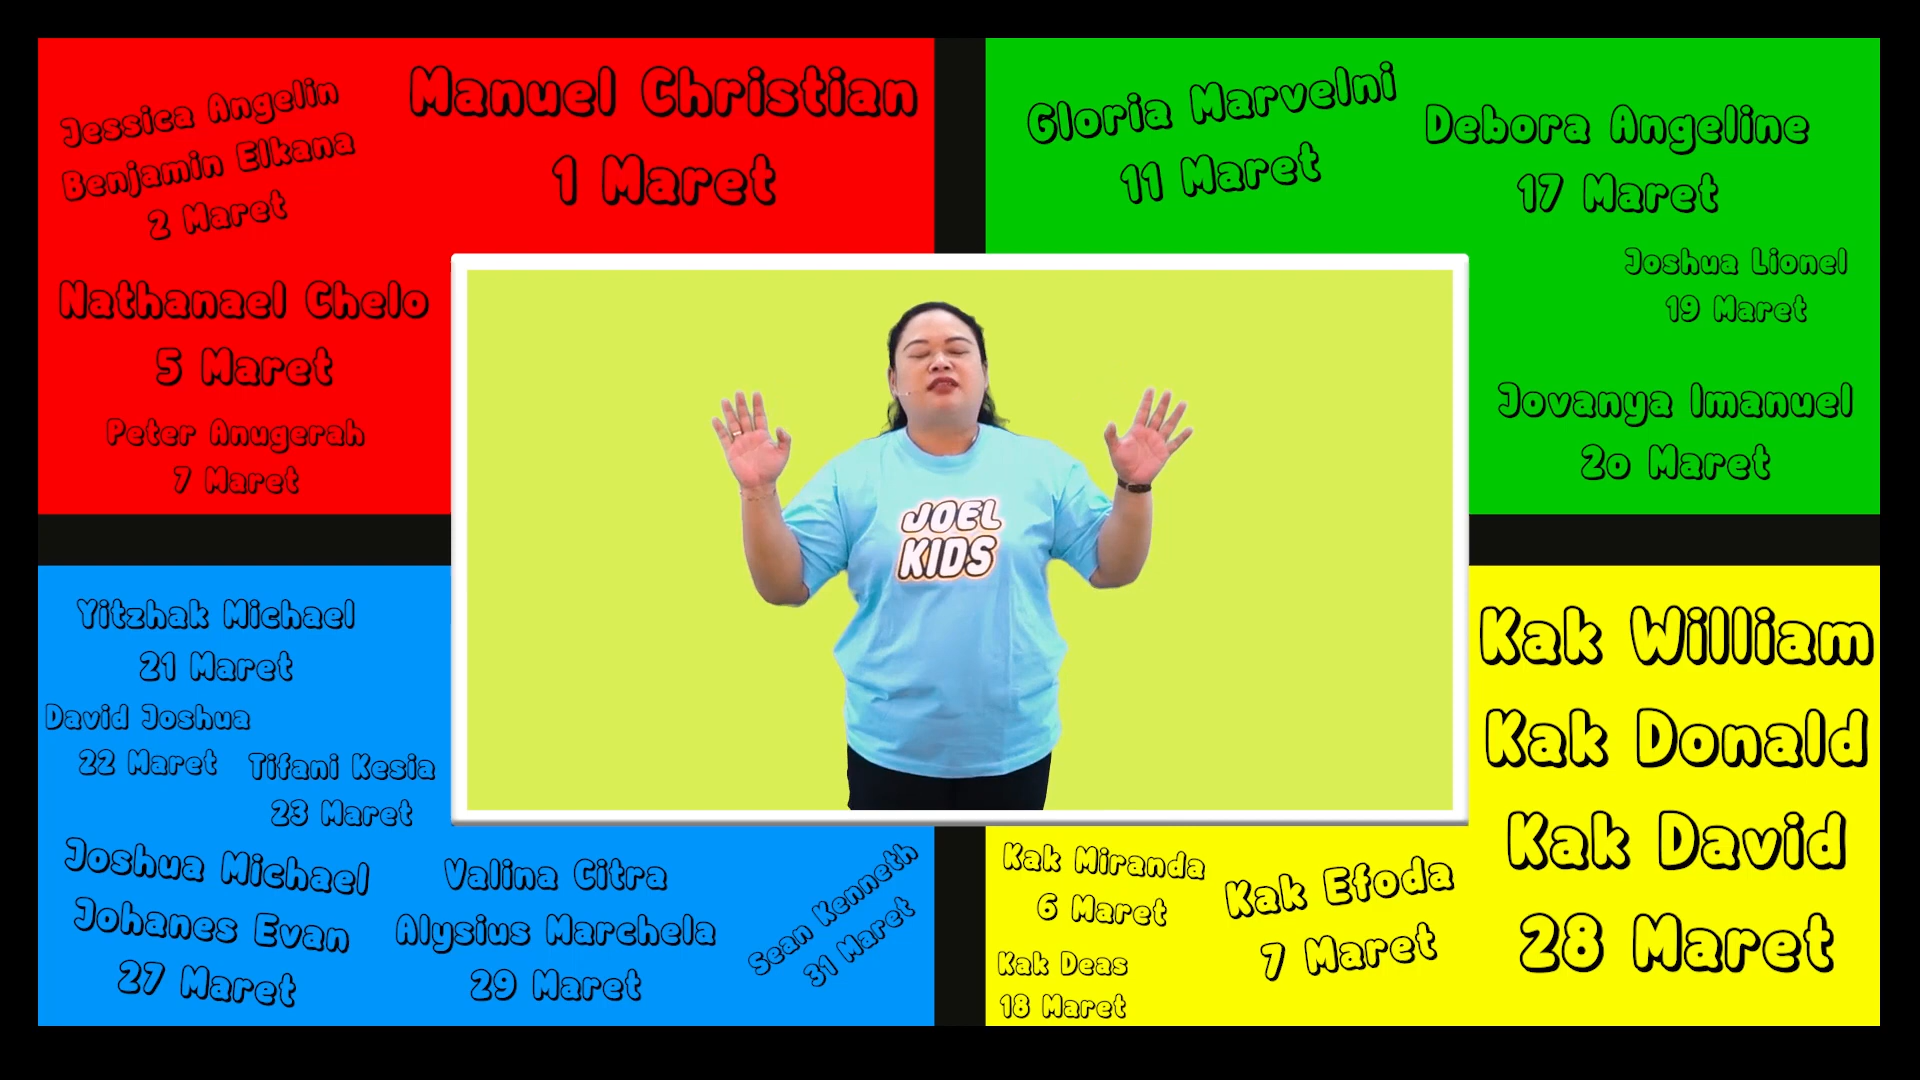 Jessica Angelin
Benjamin Elkana
2 Maret
Manuel Christian
1 Maret
Nathanael Chelo
5 Maret
Peter Anugerah
7 Maret
Gloria Marvelni
11 Maret
Debora Angeline
17 Maret
Joshua Lionel
19 Maret
Jovanya Imanuel
20 Maret
JOEL
KIDS
Yitzhak Michael
21 Maret
David Joshua
22 Maret
Tifani Kesia
23 Maret
Joshua Michael
Johanes Evan
27 Maret
Valina Citra
Alysius Marchela
29 Maret
Sean Kenneth
31 Maret
Kak Miranda
6 Maret
Kak Deas
18 Maret
Kak Efoda
7 Maret
Kak William
Kak Donald
Kak David
28 Maret